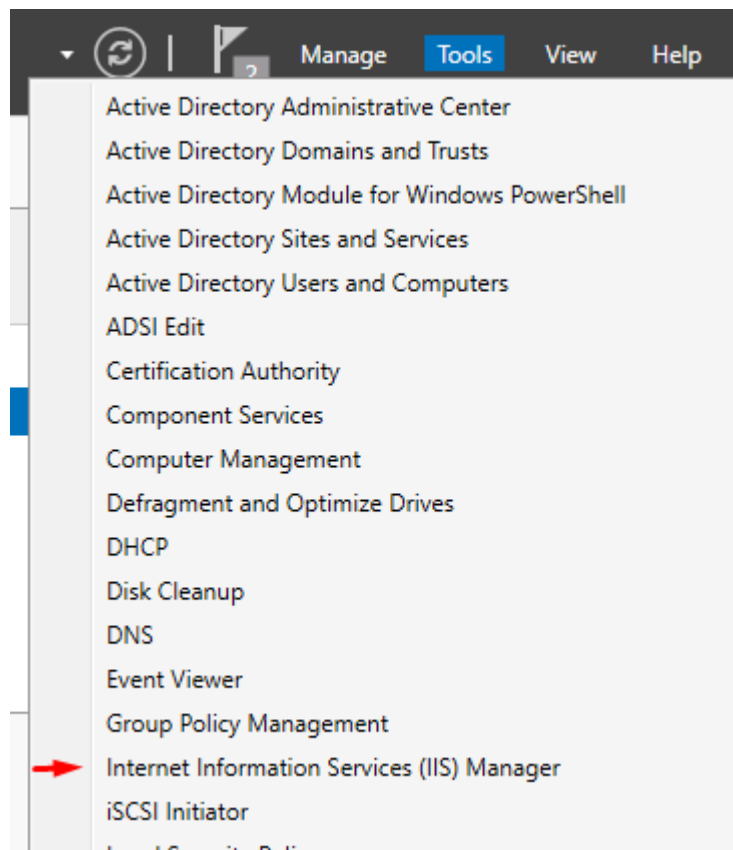 2
Manage
Tools
View
Help
Active Directory Administrative Center
Active Directory Domains and Trusts
Active Directory Module for Windows PowerShell
Active Directory Sites and Services
Active Directory Users and Computers
ADSI Edit
Certification Authority
Component Services
Computer Management
Defragment and Optimize Drives
DHCP
Disk Cleanup
DNS
Event Viewer
Group Policy Management
Internet Information Services (IIS) Manager
iSCSI Initiator